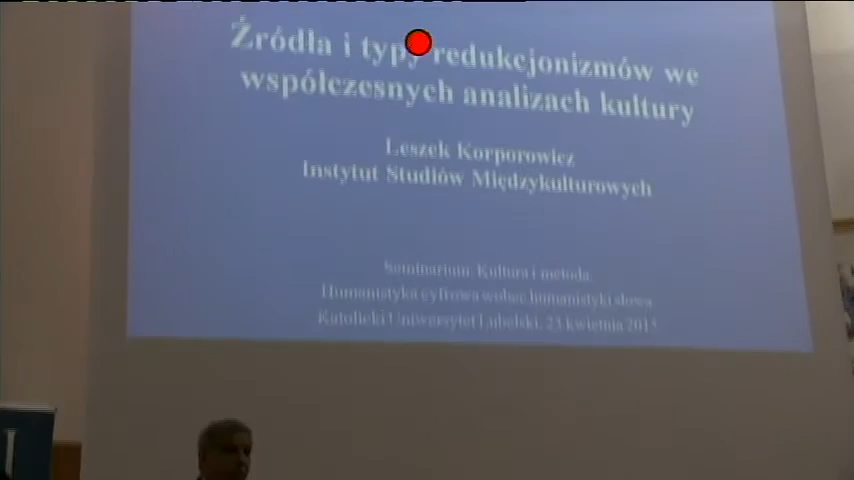 Źródła i typy redukcjonizmów we
współczesnych analizach kultury
Leszek Korporowicz
Instytut Studiów Międzykulturowych
Seminarium: Kultura i metoda.
Humanistyka cyfrowa wobec humanistyki słowa
Katolicki Uniwersytet Lubelski, 23 kwietnia